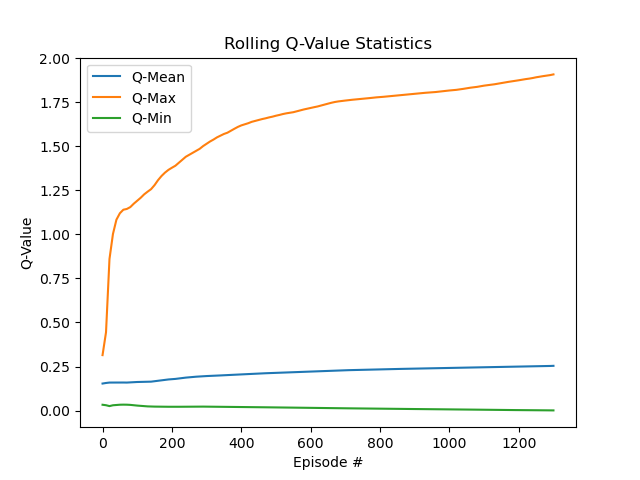 Rolling Q-Value Statistics
Q-Mean
Q-Max
Q-Min
2.00
1.75
1.50
1.25
1.00
0.75
0.50
0.25
0.00
Q-Value
0 200 400 600 800 1000 1200
Episode #